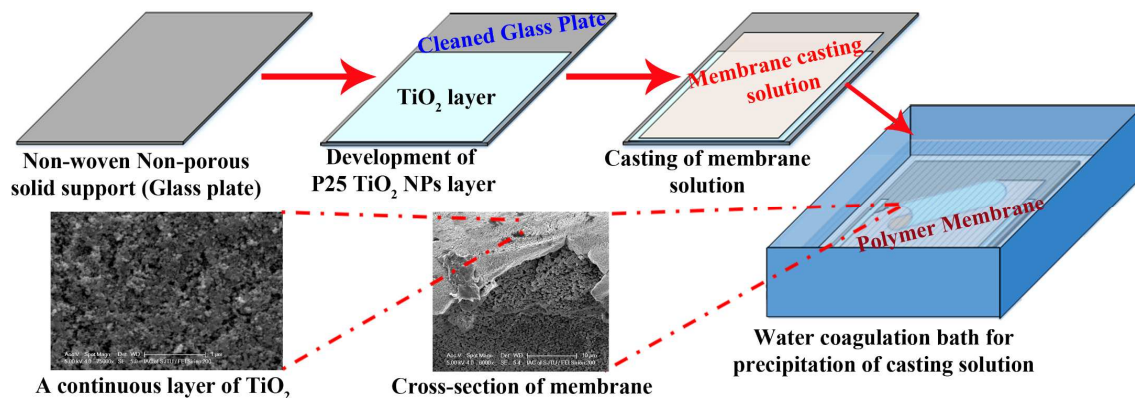 Cleaned Glass Plate
TiO₂ layer
Membrane casting
solution
Non-woven Non-porous
solid support (Glass plate)
Development of
P25 TiO₂ NPs layer
Casting of membrane
solution
Polymer Membrane
Water coagulation bath for
precipitation of casting solution
A continuous layer of TiO₂
Cross-section of membrane